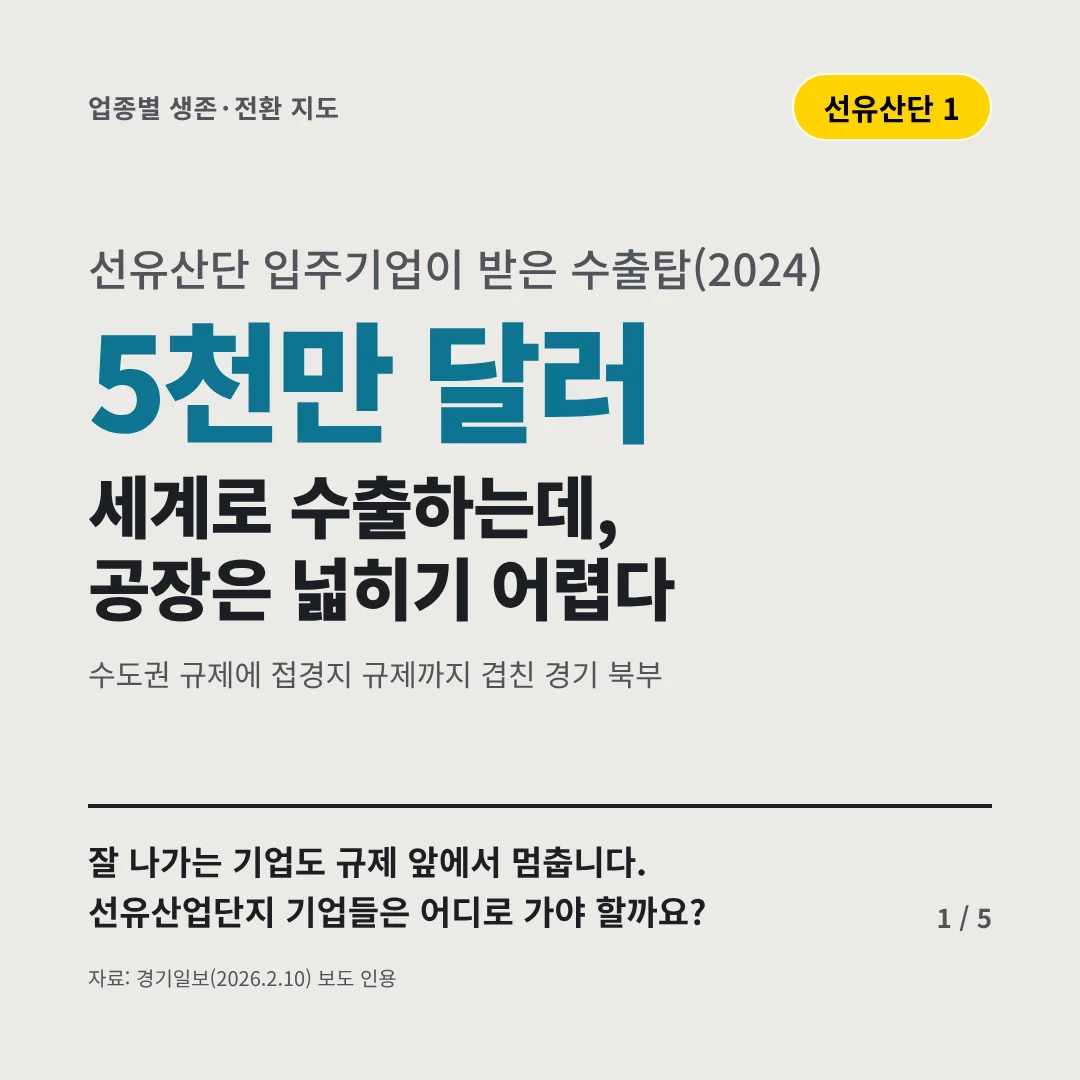 업종별 생존·전환 지도
선유산단 1
선유산단 입주기업이 받은 수출탑(2024)
5천만 달러
세계로 수출하는데,
공장은 넓히기 어렵다
수도권 규제에 접경지 규제까지 겹친 경기 북부
잘 나가는 기업도 규제 앞에서 멈춥니다.
선유산업단지 기업들은 어디로 가야 할까요?
1 / 5
자료: 경기일보(2026.2.10) 보도 인용